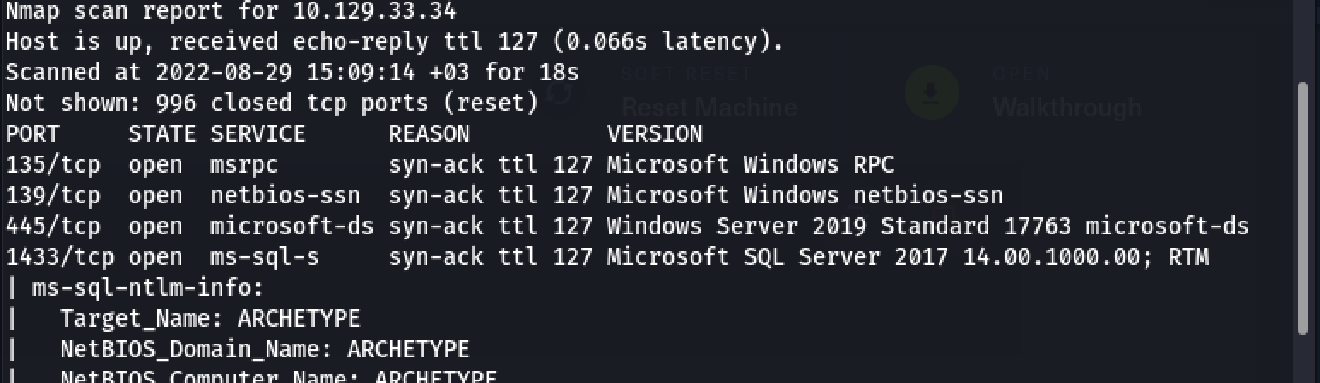 Nmap scan report for 10.129.33.34
Host is up, received echo-reply ttl 127 (0.066s latency).
Scanned at 2022-08-29 15:09:14 +03 for 18s
SOFT RESET
OPEN
Not shown: 996 closed tcp ports (reset)
Reset Machine
Walkthrough
PORT     STATE SERVICE      REASON          VERSION
135/tcp  open  msrpc        syn-ack ttl 127 Microsoft Windows RPC
139/tcp  open  netbios-ssn  syn-ack ttl 127 Microsoft Windows netbios-ssn
445/tcp  open  microsoft-ds syn-ack ttl 127 Windows Server 2019 Standard 17763 microsoft-ds
1433/tcp open  ms-sql-s     syn-ack ttl 127 Microsoft SQL Server 2017 14.00.1000.00; RTM
| ms-sql-ntlm-info:
|   Target_Name: ARCHETYPE
|   NetBIOS_Domain_Name: ARCHETYPE
|   NetBIOS_Computer_Name: ARCHETYPE